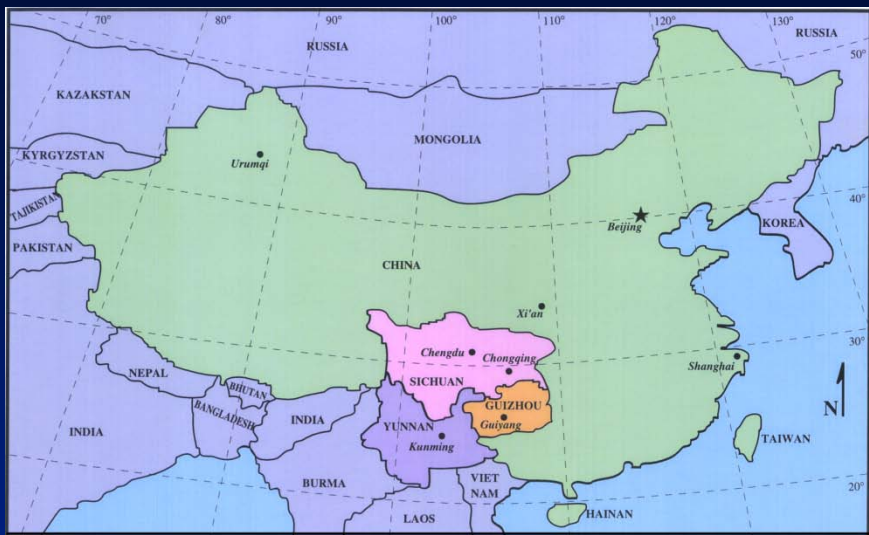 70°
80°
90°
100°
110°
120°
130°
RUSSIA
RUSSIA
50°
KAZAKSTAN
MONGOLIA
KYRGYZSTAN
Urumqi
TAJIKISTAN
40°
Beijing
KOREA
PAKISTAN
CHINA
Xi'an
30°
Chengdu
Chongqing
Shanghai
NEPAL
SICHUAN
BHUTAN
GUIZHOU
BANGLADESH
INDIA
YUNNAN
Guiyang
N
INDIA
Kunming
TAIWAN
BURMA
VIET
NAM
20°
LAOS
HAINAN